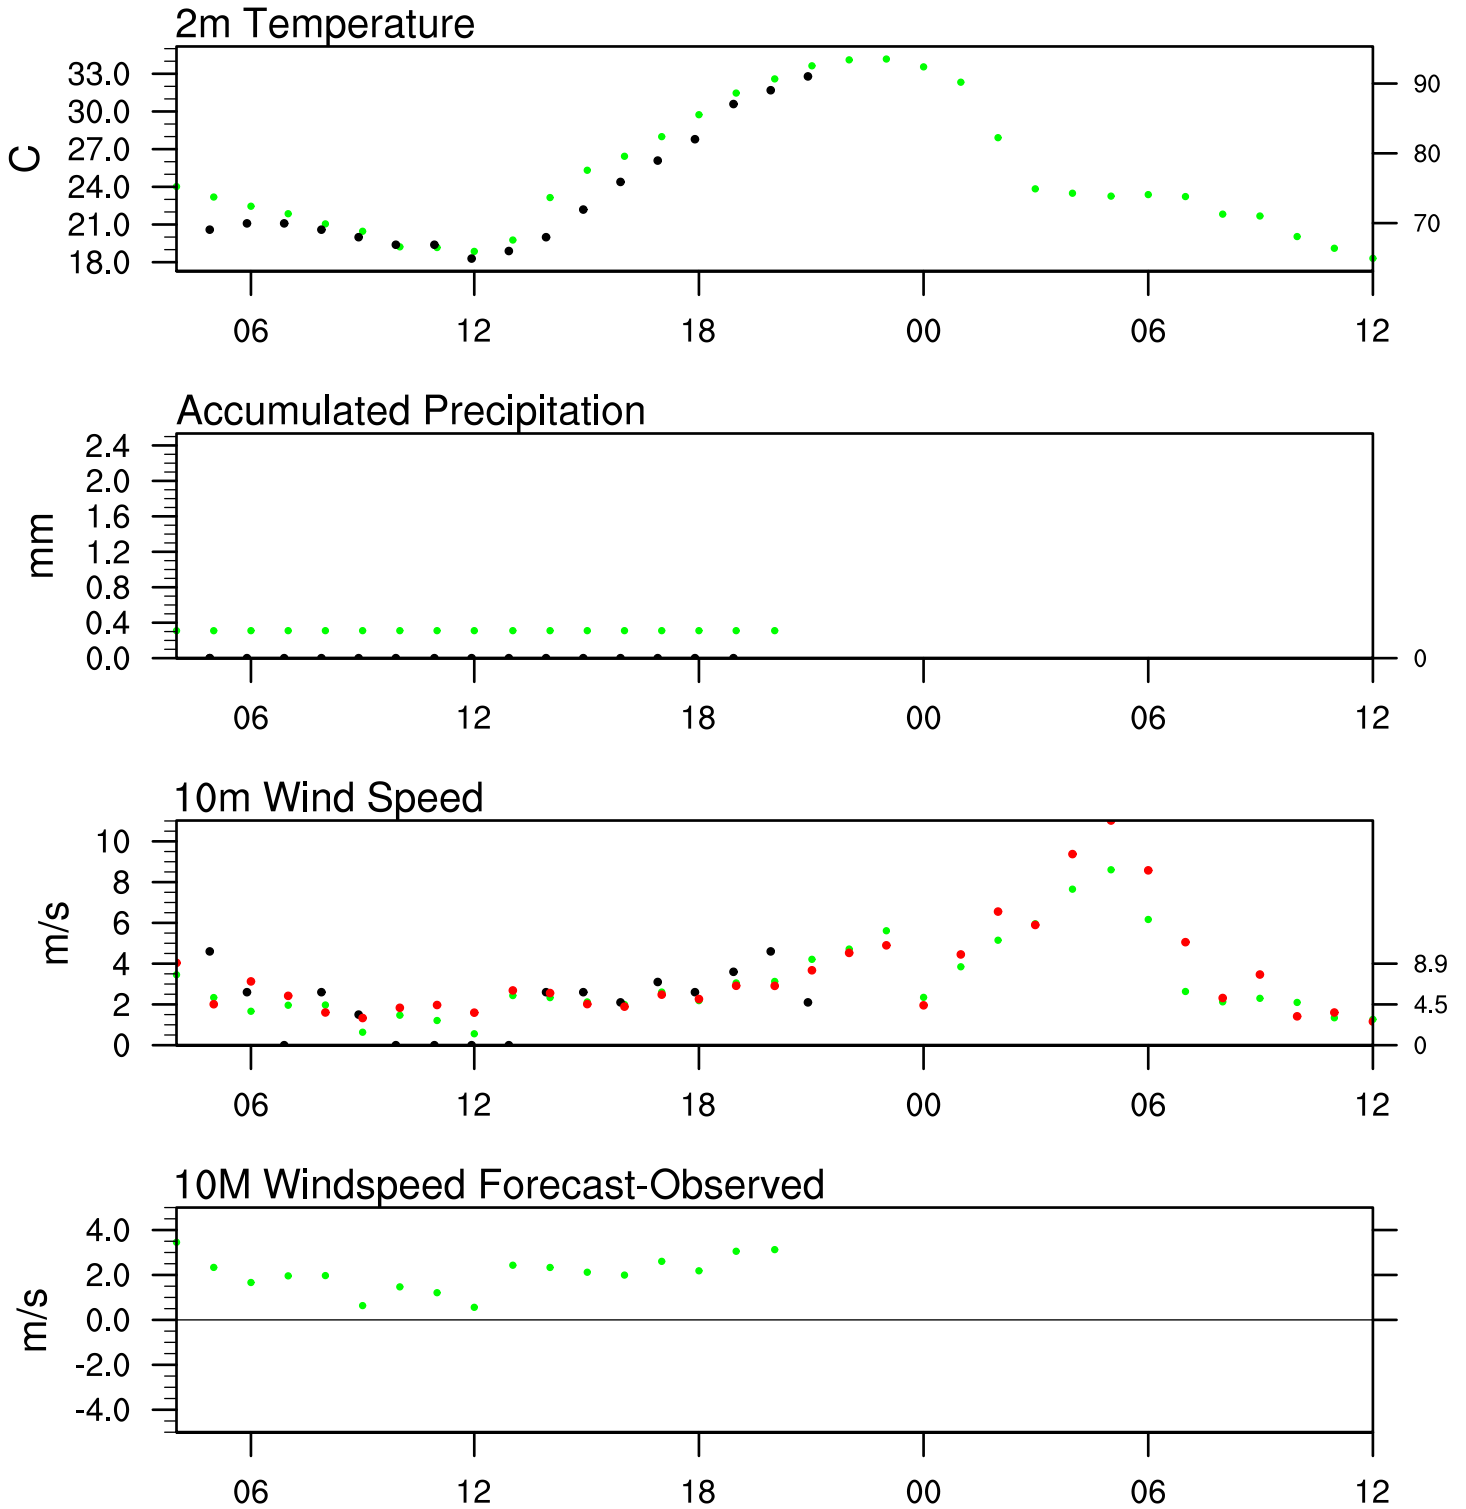 2m Temperature
33.0
30.0
27.0
24.0
21.0
18.0
C
90
80
70
06 12 18 00 06 12
Accumulated Precipitation
2.4
2.0
1.6
1.2
0.8
0.4
0.0
mm
0
06 12 18 00 06 12
10m Wind Speed
10
8
6
4
2
0
m/s
8.9
4.5
0
06 12 18 00 06 12
10M Windspeed Forecast-Observed
4.0
2.0
0.0
-2.0
-4.0
m/s
06 12 18 00 06 12